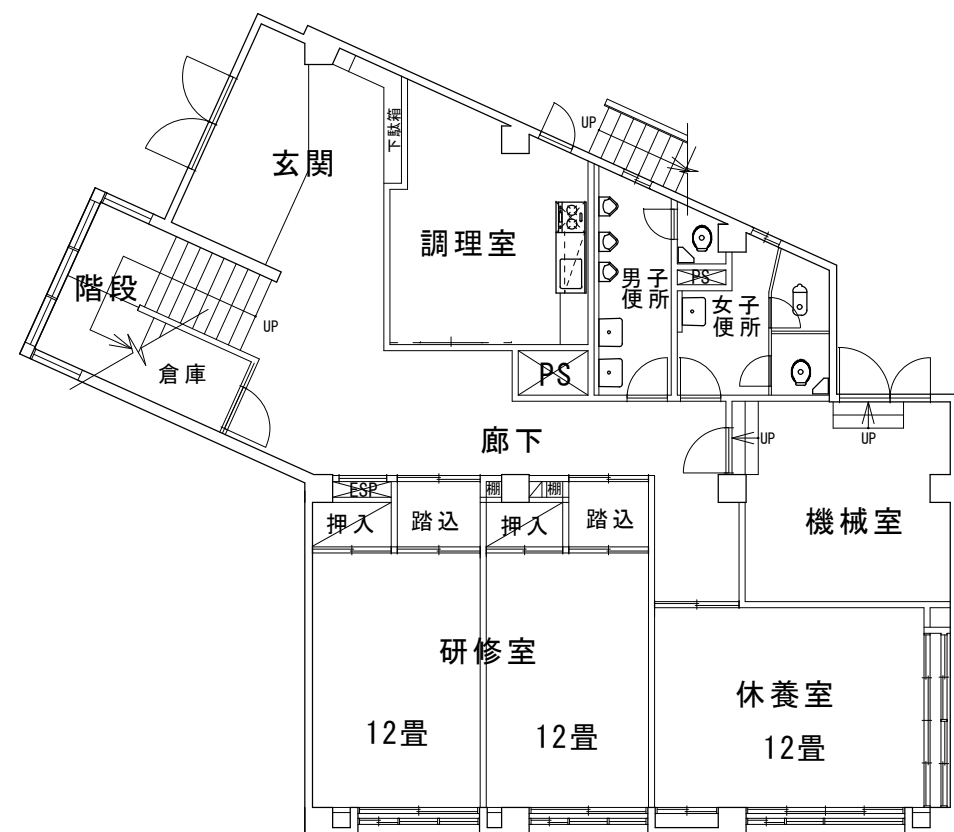 下駄箱
UP
玄関
調理室
男子
便所
PS
女子
便所
階段
UP
倉庫
PS
廊下
UP
UP
ESP
棚
棚
押入
踏込
押入
踏込
機械室
研修室
休養室
12畳
12畳
12畳